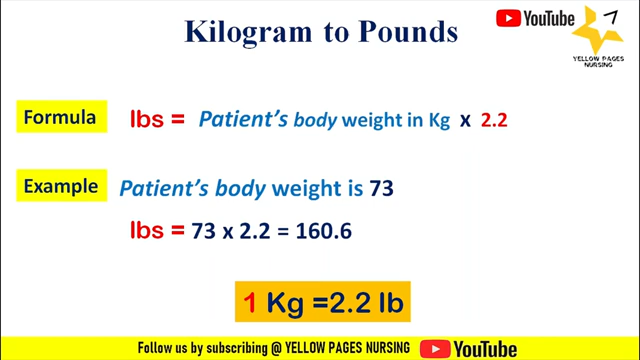 YouTube
YELLOW PAGES
NURSING
Kilogram to Pounds
Formula lbs = Patient's body weight in Kg x 2.2
Example Patient's body weight is 73
lbs = 73 x 2.2 = 160.6
1 Kg =2.2 lb
Follow us by subscribing @ YELLOW PAGES NURSING YouTube